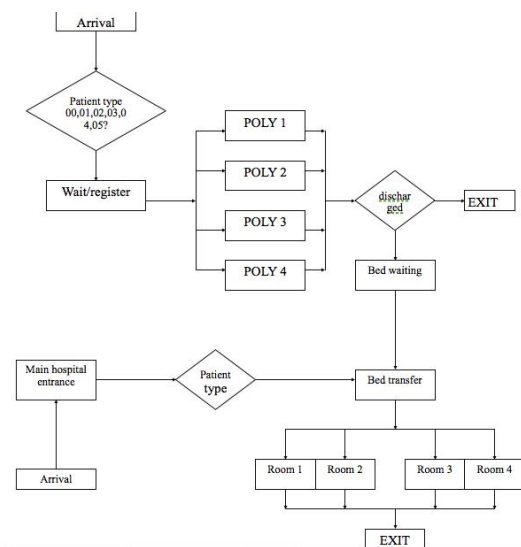 Arrival
Patient type
00,01,02,03,0
4,05?
Wait/register
POLY 1
POLY 2
POLY 3
POLY 4
dischar
ged
EXIT
Bed waiting
Main hospital
entrance
Patient
type
Bed transfer
Arrival
Room 1
Room 2
Room 3
Room 4
EXIT